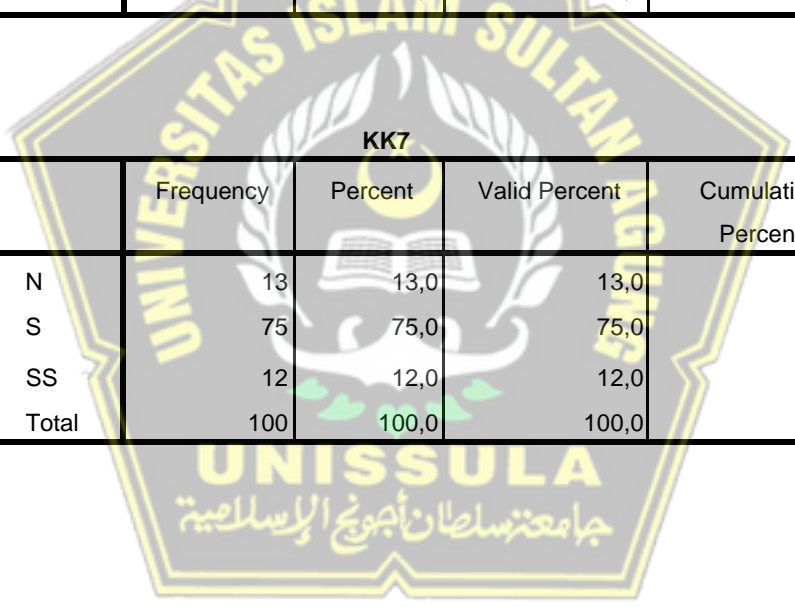 UNIVERSITAS ISLAM SULTAN AGUNG
KK7
Frequency Percent Valid Percent Cumulati
Percen
N 13 13,0 13,0
S 75 75,0 75,0
SS 12 12,0 12,0
Total 100 100,0 100,0
UNISSULA
جامعة سلطان أجونج الإسلامية